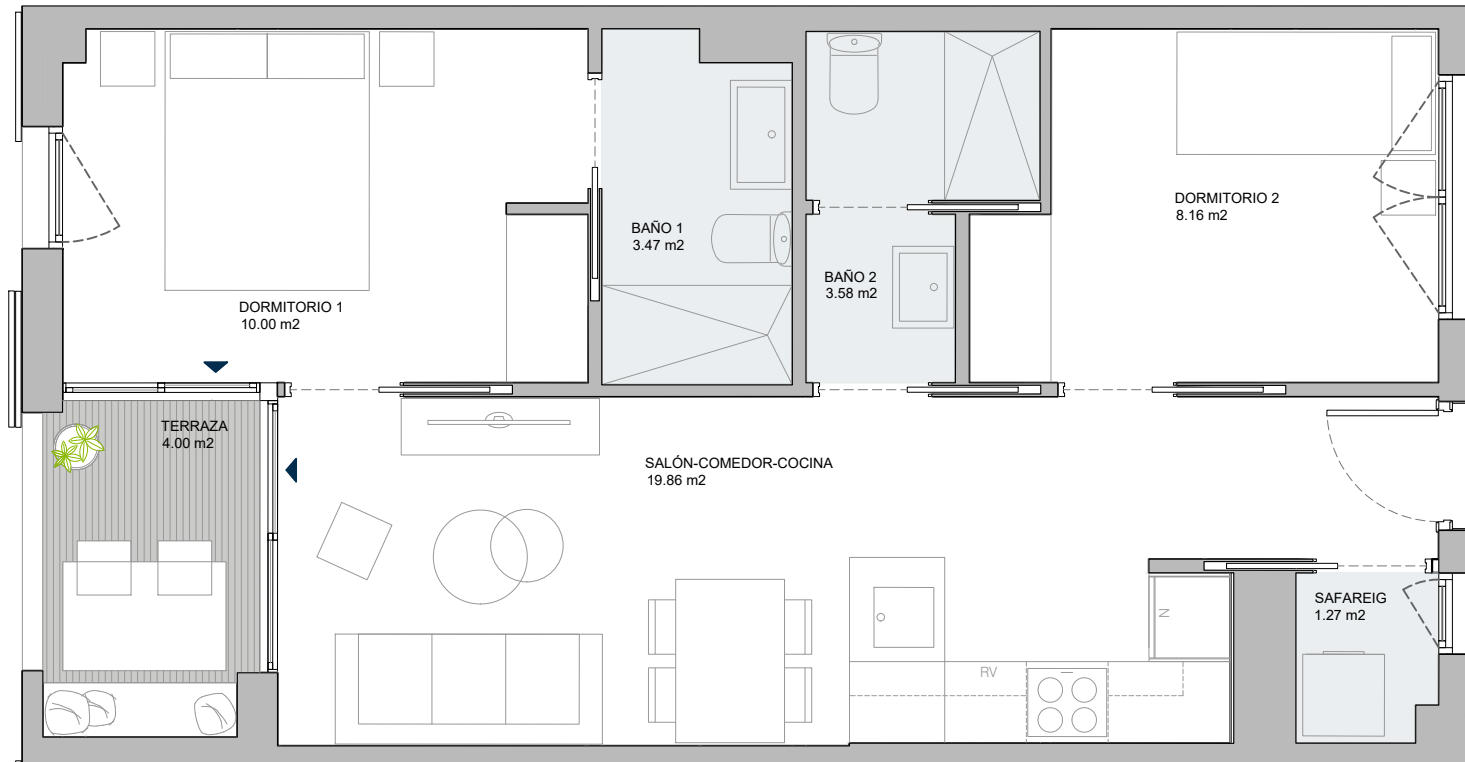 DORMITORIO 2
8.16 m2
BAÑO 1
3.47 m2
BAÑO 2
3.58 m2
DORMITORIO 1
10.00 m2
TERRAZA
4.00 m2
SALÓN-COMEDOR-COCINA
19.86 m2
SAFAREIG
1.27 m2
N
RV